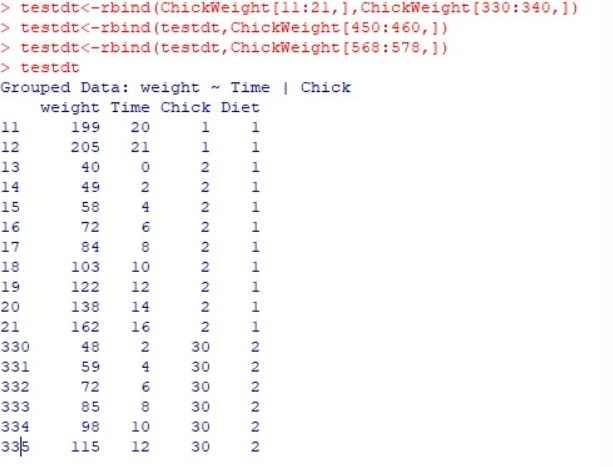 > testdt<-rbind(ChickWeight[11:21,],ChickWeight[330:340,])
> testdt<-rbind(testdt,ChickWeight[450:460,])
> testdt<-rbind(testdt,ChickWeight[568:578,])
> testdt
Grouped Data: weight ~ Time | Chick
    weight Time Chick Diet
11     199   20     1    1
12     205   21     1    1
13      40    0     2    1
14      49    2     2    1
15      58    4     2    1
16      72    6     2    1
17      84    8     2    1
18     103   10     2    1
19     122   12     2    1
20     138   14     2    1
21     162   16     2    1
330     48    2    30    2
331     59    4    30    2
332     72    6    30    2
333     85    8    30    2
334     98   10    30    2
335    115   12    30    2